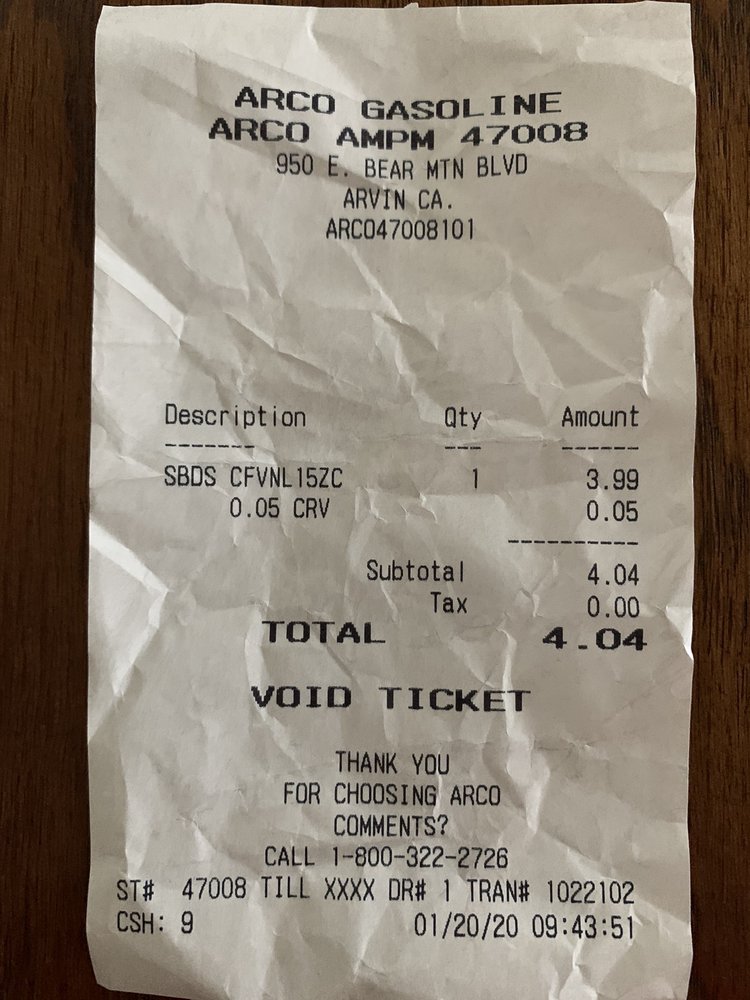 ARCO GASOLINE
ARCO AMPM 47008
950 E. BEAR MTN BLVD
ARVIN CA.
ARCO47008101
Description Qty Amount
------- --- ------
SBDS CFVNL15ZC 1 3.99
0.05 CRV 0.05
----------
Subtotal 4.04
Tax 0.00
TOTAL 4.04
VOID TICKET
THANK YOU
FOR CHOOSING ARCO
COMMENTS?
CALL 1-800-322-2726
ST# 47008 TILL XXXX DR# 1 TRAN# 1022102
CSH: 9 01/20/20 09:43:51